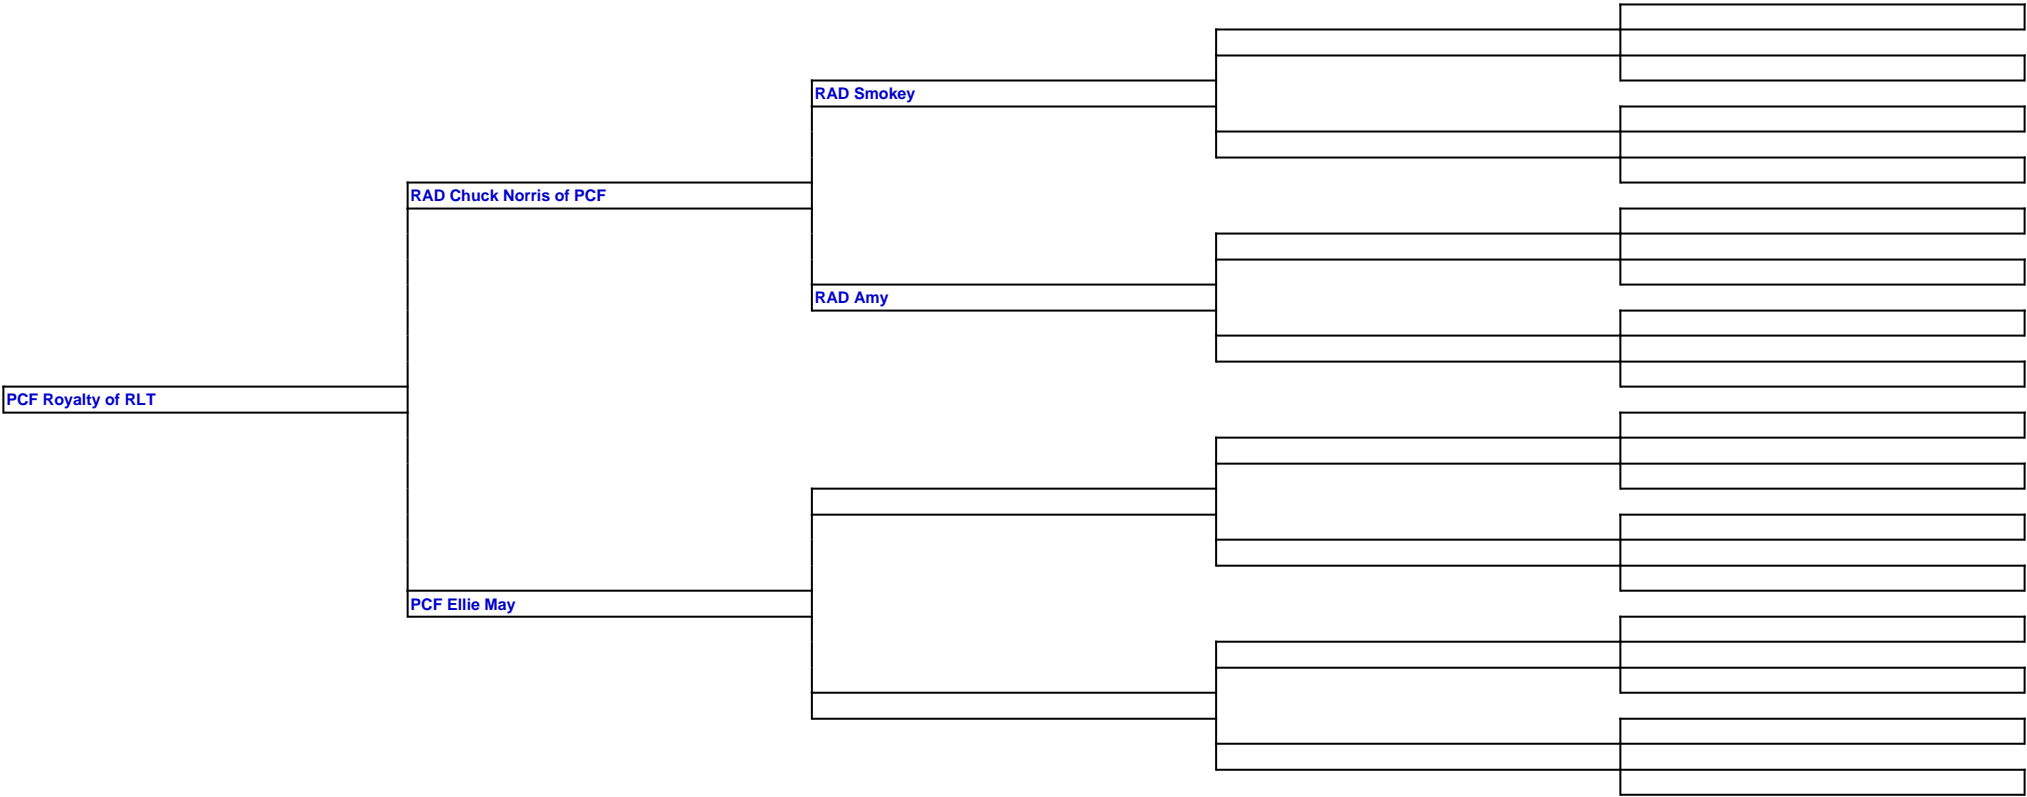 RAD Smokey
RAD Chuck Norris of PCF
RAD Amy
PCF Royalty of RLT
PCF Ellie May